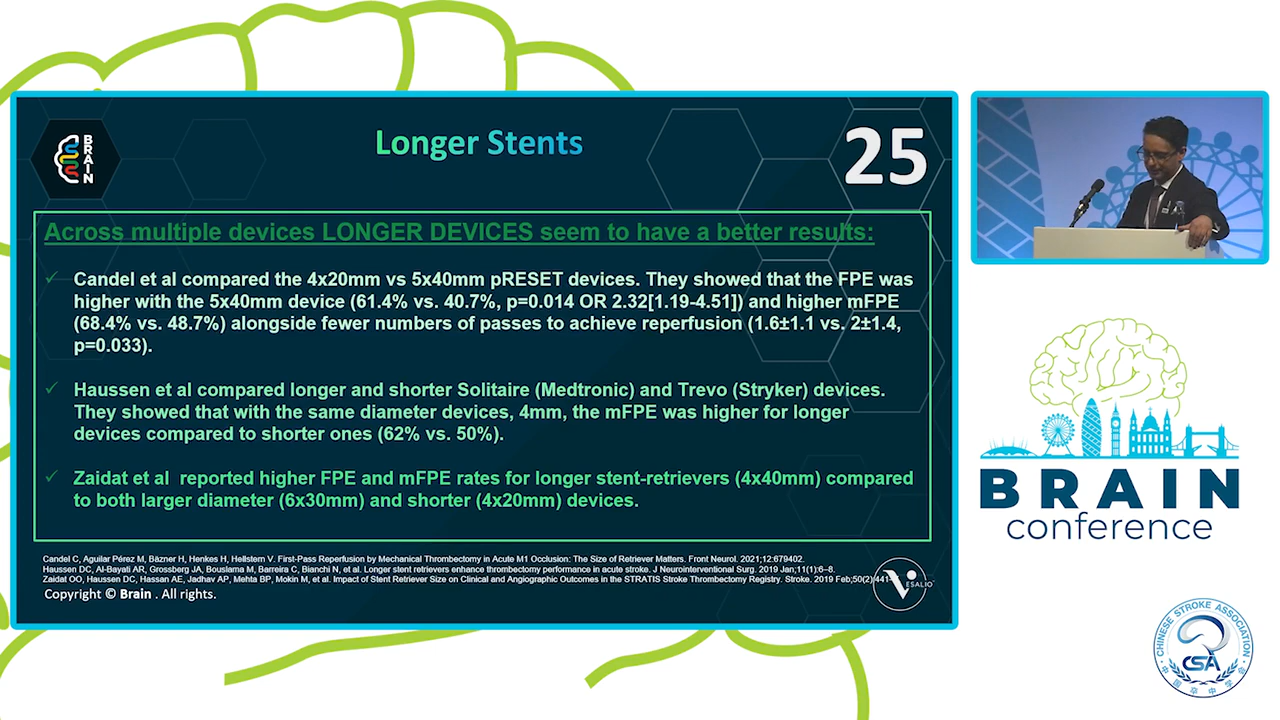 BRAIN
Longer Stents
25
Across multiple devices LONGER DEVICES seem to have a better results:
✓ Candel et al compared the 4x20mm vs 5x40mm pRESET devices. They showed that the FPE was
higher with the 5x40mm device (61.4% vs. 40.7%, p=0.014 OR 2.32[1.19-4.51]) and higher mFPE
(68.4% vs. 48.7%) alongside fewer numbers of passes to achieve reperfusion (1.6±1.1 vs. 2±1.4,
p=0.033).
✓ Haussen et al compared longer and shorter Solitaire (Medtronic) and Trevo (Stryker) devices.
They showed that with the same diameter devices, 4mm, the mFPE was higher for longer
devices compared to shorter ones (62% vs. 50%).
✓ Zaidat et al  reported higher FPE and mFPE rates for longer stent-retrievers (4x40mm) compared
to both larger diameter (6x30mm) and shorter (4x20mm) devices.
Candel C, Aguilar Pérez M, Bäzner H, Henkes H, Hellstern V. First-Pass Reperfusion by Mechanical Thrombectomy in Acute M1 Occlusion: The Size of Retriever Matters. Front Neurol. 2021;12:679402.
Haussen DC, Al-Bayati AR, Grossberg JA, Bouslama M, Barreira C, Bianchi N, et al. Longer stent retrievers enhance thrombectomy performance in acute stroke. J Neurointerventional Surg. 2019 Jan;11(1):6–8.
Zaidat OO, Haussen DC, Hassan AE, Jadhav AP, Mehta BP, Mokin M, et al. Impact of Stent Retriever Size on Clinical and Angiographic Outcomes in the STRATIS Stroke Thrombectomy Registry. Stroke. 2019 Feb;50(2):441
Copyright © Brain . All rights.
VESALIO
BRAIN
conference
CHINESE STROKE ASSOCIATION
CSA
中国卒中学会